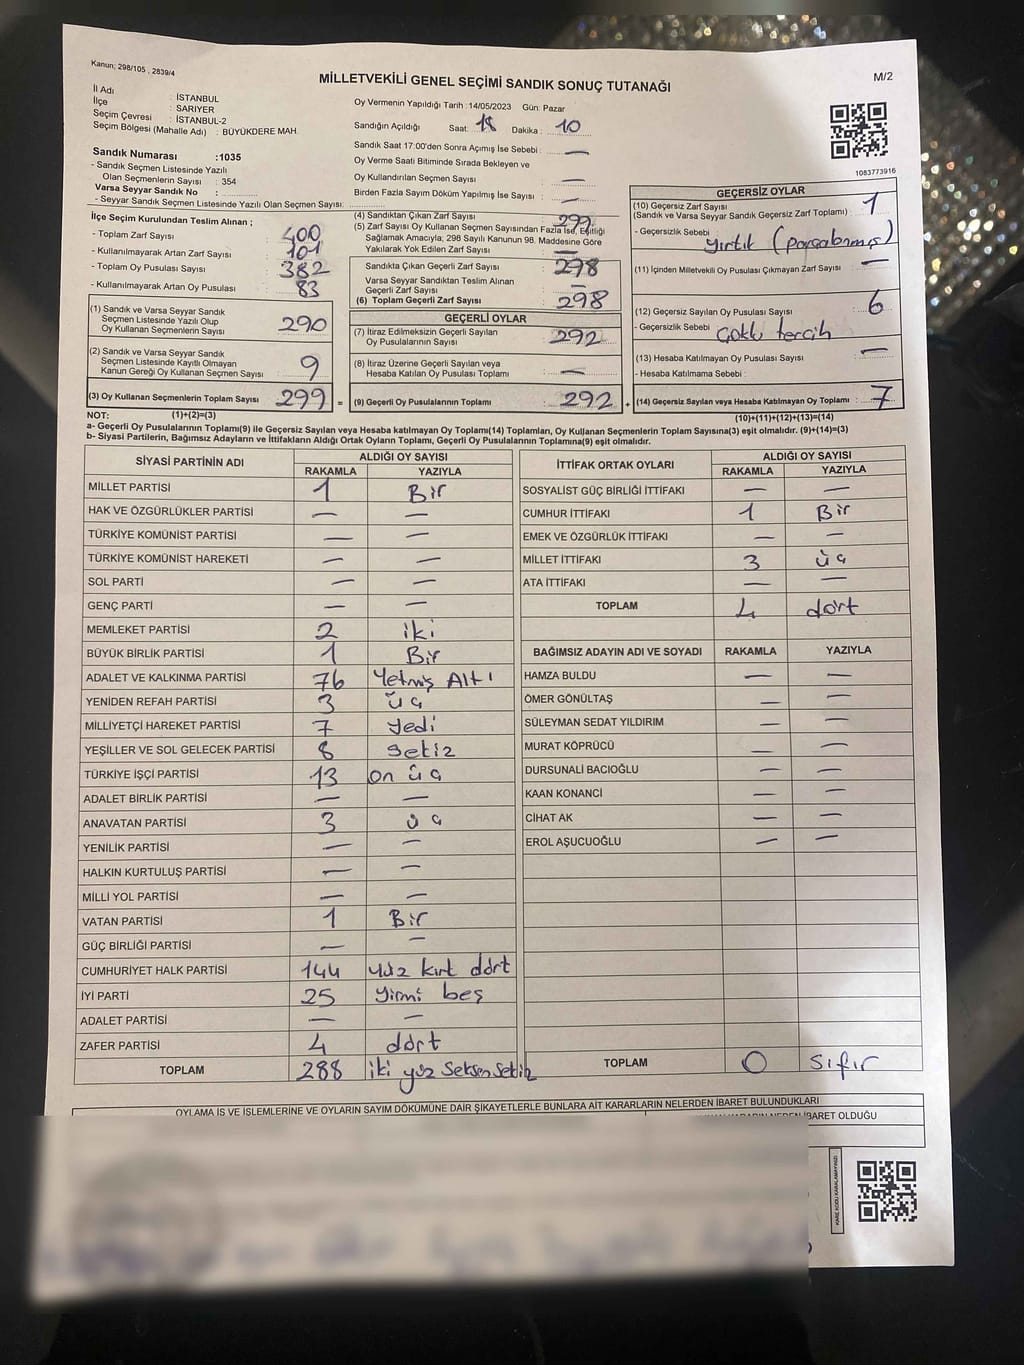 Kanun; 298/105 , 2839/4
MİLLETVEKİLİ GENEL SEÇİMİ SANDIK SONUÇ TUTANAĞI
M/2
İl Adı : İSTANBUL
İlçe : SARIYER
Seçim Çevresi : İSTANBUL-2
Seçim Bölgesi (Mahalle Adı) : BÜYÜKDERE MAH.
Sandık Numarası :1035
- Sandık Seçmen Listesinde Yazılı
Olan Seçmenlerin Sayısı : 354
Varsa Seyyar Sandık No :
- Seyyar Sandık Seçmen Listesinde Yazılı Olan Seçmen Sayısı:
Oy Vermenin Yapıldığı Tarih :14/05/2023 Gün: Pazar
Sandığın Açıldığı Saat: 18 Dakika : 10
Sandık Saat 17:00'den Sonra Açımış İse Sebebi : —
Oy Verme Saati Bitiminde Sırada Bekleyen ve
Oy Kullandırılan Seçmen Sayısı : —
Birden Fazla Sayım Döküm Yapılmış İse Sayısı : —
1083773916
İlçe Seçim Kurulundan Teslim Alınan ;
- Toplam Zarf Sayısı : 400
- Kullanılmayarak Artan Zarf Sayısı : 101
- Toplam Oy Pusulası Sayısı : 382
- Kullanılmayarak Artan Oy Pusulası : 83
(1) Sandık ve Varsa Seyyar Sandık
Seçmen Listesinde Yazılı Olup
Oy Kullanan Seçmenlerin Sayısı : 290
(2) Sandık ve Varsa Seyyar Sandık
Seçmen Listesinde Kayıtlı Olmayan
Kanun Gereği Oy Kullanan Seçmen Sayısı : 9
(3) Oy Kullanan Seçmenlerin Toplam Sayısı : 299 =
(4) Sandıktan Çıkan Zarf Sayısı : 299
(5) Zarf Sayısı Oy Kullanan Seçmen Sayısından Fazla İse, Eşitliği
Sağlamak Amacıyla; 298 Sayılı Kanunun 98. Maddesine Göre
Yakılarak Yok Edilen Zarf Sayısı : —
Sandıkta Çıkan Geçerli Zarf Sayısı : 298
Varsa Seyyar Sandıktan Teslim Alınan
Geçerli Zarf Sayısı : —
(6) Toplam Geçerli Zarf Sayısı : 298
GEÇERLİ OYLAR
(7) İtiraz Edilmeksizin Geçerli Sayılan
Oy Pusulalarının Sayısı : 292
(8) İtiraz Üzerine Geçerli Sayılan veya
Hesaba Katılan Oy Pusulası Toplamı : —
(9) Geçerli Oy Pusulalarının Toplamı : 292 +
GEÇERSİZ OYLAR
(10) Geçersiz Zarf Sayısı : 1
(Sandık ve Varsa Seyyar Sandık Geçersiz Zarf Toplamı)
- Geçersizlik Sebebi : yırtık (parçalanmış)
(11) İçinden Milletvekili Oy Pusulası Çıkmayan Zarf Sayısı : —
(12) Geçersiz Sayılan Oy Pusulası Sayısı : 6
- Geçersizlik Sebebi : Çoklu tercih
(13) Hesaba Katılmayan Oy Pusulası Sayısı : —
- Hesaba Katılmama Sebebi :
(14) Geçersiz Sayılan veya Hesaba Katılmayan Oy Toplamı : 7
NOT: (1)+(2)=(3) (10)+(11)+(12)+(13)=(14)
a- Geçerli Oy Pusulalarının Toplamı(9) ile Geçersiz Sayılan veya Hesaba Katılmayan Oy Toplamı(14) Toplamları, Oy Kullanan Seçmenlerin Toplam Sayısına(3) eşit olmalıdır. (9)+(14)=(3)
b- Siyasi Partilerin, Bağımsız Adayların ve İttifakların Aldığı Ortak Oyların Toplamı, Geçerli Oy Pusulalarının Toplamına(9) eşit olmalıdır.
SİYASİ PARTİNİN ADI ALDIĞI OY SAYISI
RAKAMLA YAZIYLA
MİLLET PARTİSİ 1 Bir
HAK VE ÖZGÜRLÜKLER PARTİSİ — —
TÜRKİYE KOMÜNİST PARTİSİ — —
TÜRKİYE KOMÜNİST HAREKETİ — —
SOL PARTİ — —
GENÇ PARTİ — —
MEMLEKET PARTİSİ 2 iki
BÜYÜK BİRLİK PARTİSİ 1 Bir
ADALET VE KALKINMA PARTİSİ 76 Yetmiş Altı
YENİDEN REFAH PARTİSİ 3 üç
MİLLİYETÇİ HAREKET PARTİSİ 7 yedi
YEŞİLLER VE SOL GELECEK PARTİSİ 8 sekiz
TÜRKİYE İŞÇİ PARTİSİ 13 on üç
ADALET BİRLİK PARTİSİ — —
ANAVATAN PARTİSİ 3 üç
YENİLİK PARTİSİ — —
HALKIN KURTULUŞ PARTİSİ — —
MİLLİ YOL PARTİSİ — —
VATAN PARTİSİ 1 Bir
GÜÇ BİRLİĞİ PARTİSİ — —
CUMHURİYET HALK PARTİSİ 144 yüz kırk dört
İYİ PARTİ 25 yirmi beş
ADALET PARTİSİ — —
ZAFER PARTİSİ 4 dört
TOPLAM 288 iki yüz seksen sekiz
İTTİFAK ORTAK OYLARI ALDIĞI OY SAYISI
RAKAMLA YAZIYLA
SOSYALİST GÜÇ BİRLİĞİ İTTİFAKI — —
CUMHUR İTTİFAKI 1 Bir
EMEK VE ÖZGÜRLÜK İTTİFAKI — —
MİLLET İTTİFAKI 3 üç
ATA İTTİFAKI — —
TOPLAM 4 dört
BAĞIMSIZ ADAYIN ADI VE SOYADI RAKAMLA YAZIYLA
HAMZA BULDU — —
ÖMER GÖNÜLTAŞ — —
SÜLEYMAN SEDAT YILDIRIM — —
MURAT KÖPRÜCÜ — —
DURSUNALİ BACIOĞLU — —
KAAN KONANCİ — —
CİHAT AK — —
EROL AŞUCUOĞLU — —
TOPLAM 0 sıfır
OYLAMA İŞ VE İŞLEMLERİNE VE OYLARIN SAYIM DÖKÜMÜNE DAİR ŞİKAYETLERLE BUNLARA AİT KARARLARIN NELERDEN İBARET BULUNDUKLARI
İBARET OLDUĞU
KARE KODU KARALAMAYINIZ!